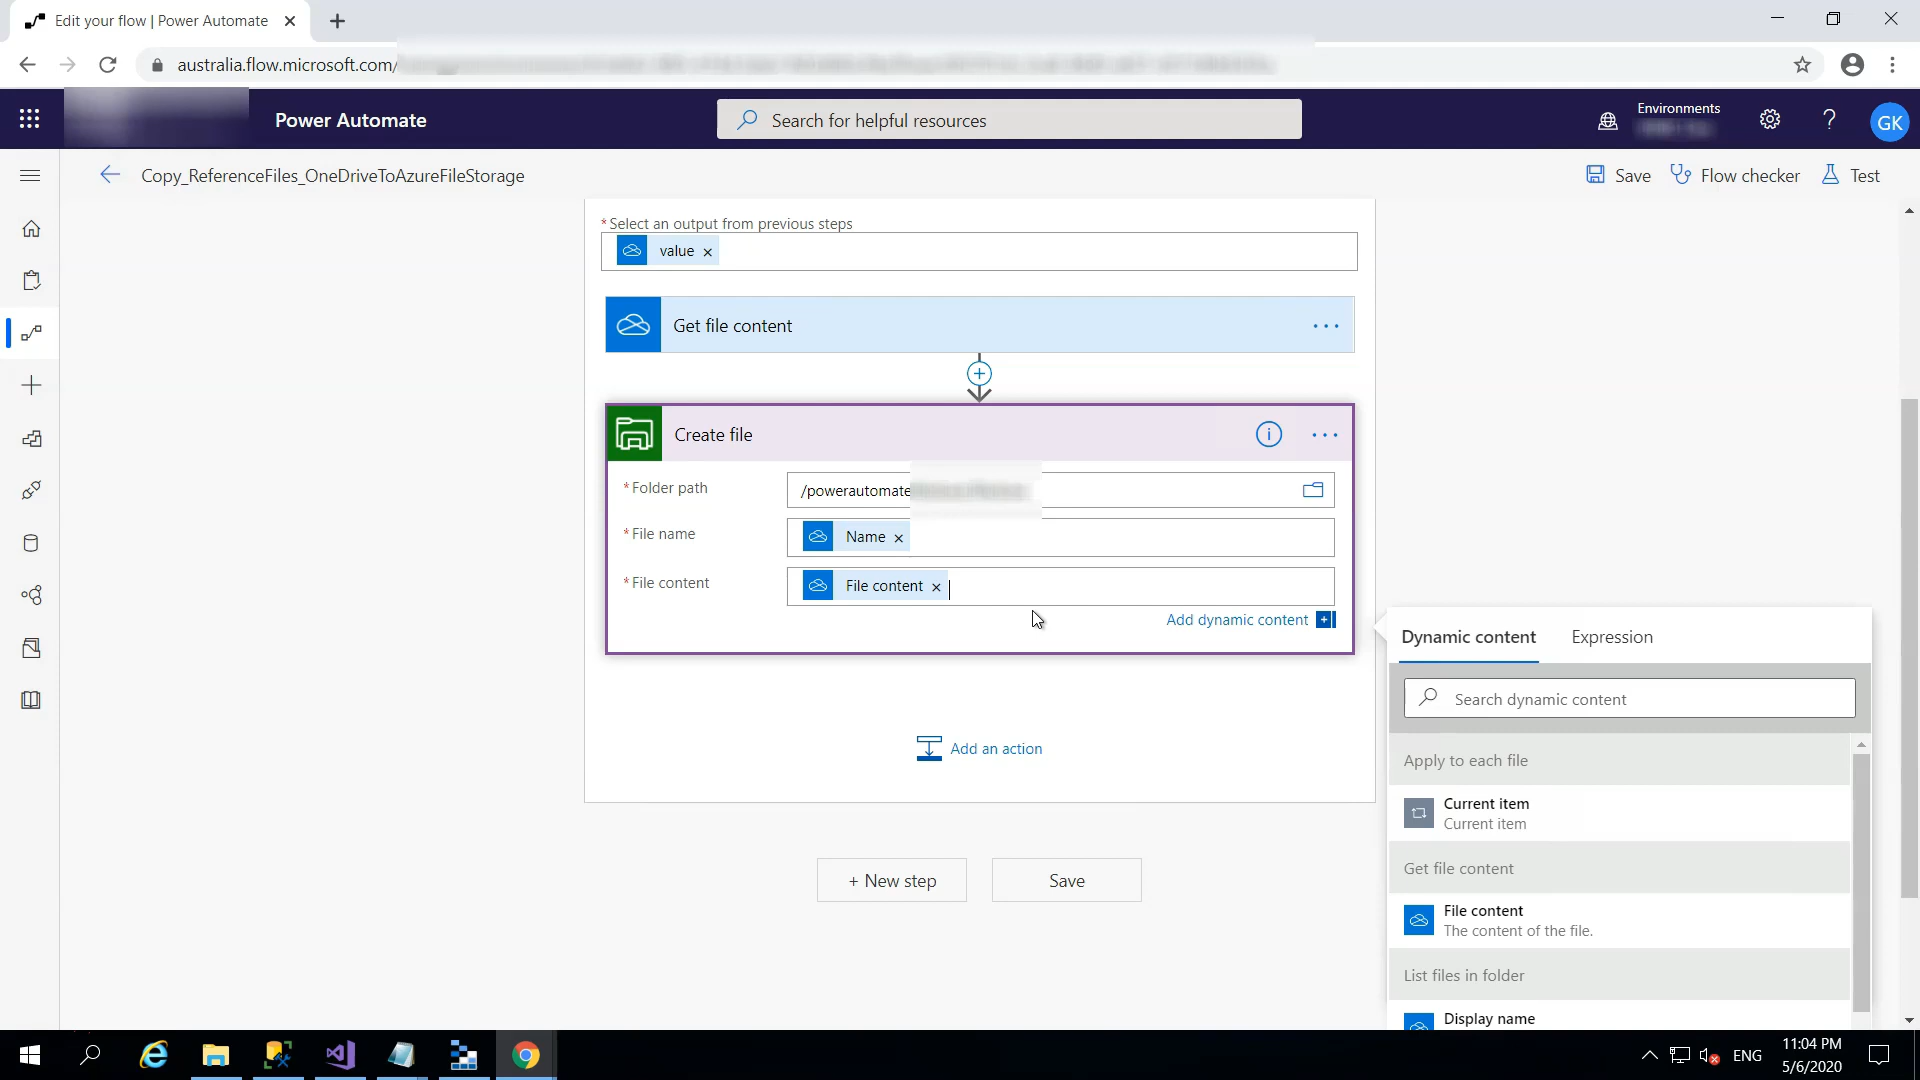 Edit your flow | Power Automate
australia.flow.microsoft.com/
Power Automate
Search for helpful resources
Environments
GK
Copy_ReferenceFiles_OneDriveToAzureFileStorage
Save
Flow checker
Test
*Select an output from previous steps
value
Get file content
Create file
*Folder path
/powerautomate
*File name
Name
*File content
File content
Add dynamic content
Add an action
+ New step
Save
Dynamic content
Expression
Search dynamic content
Apply to each file
Current item
Current item
Get file content
File content
The content of the file.
List files in folder
Display name
ENG
11:04 PM
5/6/2020